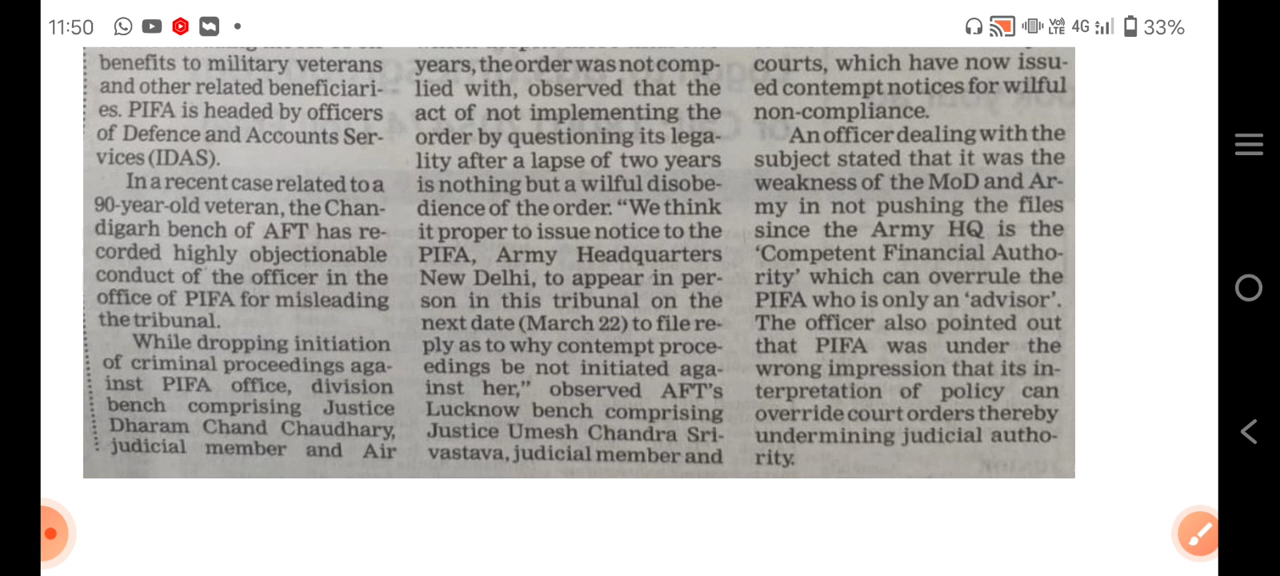 11:50
Vo)) LTE 4G 33%
benefits to military veterans
and other related beneficiari-
es. PIFA is headed by officers
of Defence and Accounts Ser-
vices (IDAS).
In a recent case related to a
90-year-old veteran, the Chan-
digarh bench of AFT has re-
corded highly objectionable
conduct of the officer in the
office of PIFA for misleading
the tribunal.
While dropping initiation
of criminal proceedings aga-
inst PIFA office, division
bench comprising Justice
Dharam Chand Chaudhary,
judicial member and Air
years, the order was not comp-
lied with, observed that the
act of not implementing the
order by questioning its lega-
lity after a lapse of two years
is nothing but a wilful disobe-
dience of the order. “We think
it proper to issue notice to the
PIFA, Army Headquarters
New Delhi, to appear in per-
son in this tribunal on the
next date (March 22) to file re-
ply as to why contempt proce-
edings be not initiated aga-
inst her,” observed AFT’s
Lucknow bench comprising
Justice Umesh Chandra Sri-
vastava, judicial member and
courts, which have now issu-
ed contempt notices for wilful
non-compliance.
An officer dealing with the
subject stated that it was the
weakness of the MoD and Ar-
my in not pushing the files
since the Army HQ is the
‘Competent Financial Autho-
rity’ which can overrule the
PIFA who is only an ‘advisor’.
The officer also pointed out
that PIFA was under the
wrong impression that its in-
terpretation of policy can
override court orders thereby
undermining judicial autho-
rity.